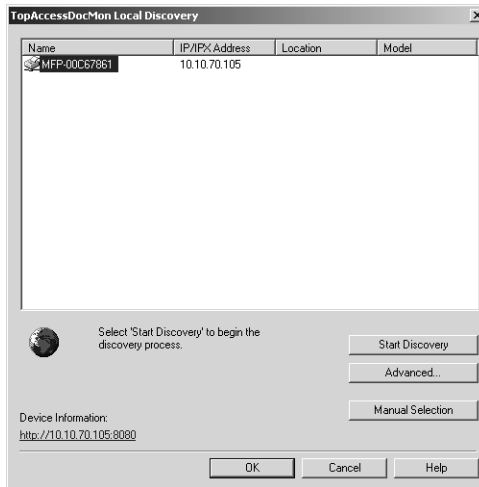 TopAccessDocMon Local Discovery
Name IP/IPX Address Location Model
MFP-00C67861 10.10.70.105
Select 'Start Discovery' to begin the
discovery process.
Start Discovery
Advanced...
Manual Selection
Device Information:
http://10.10.70.105:8080
OK Cancel Help